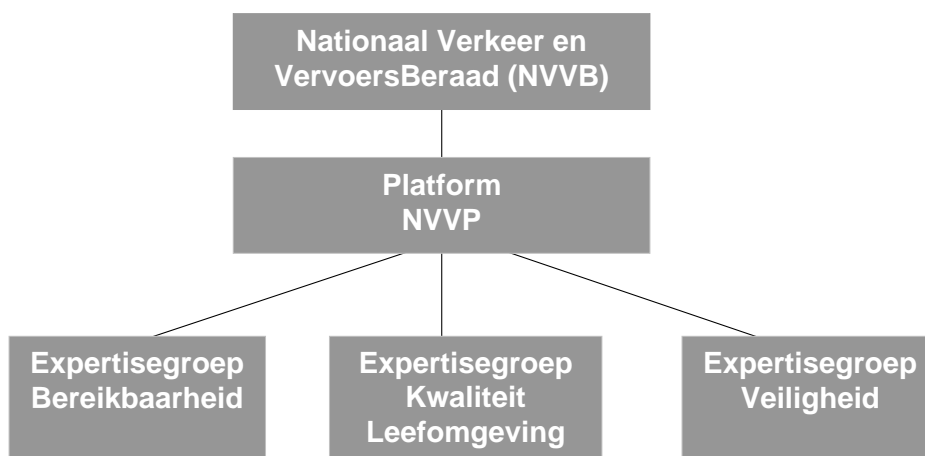 Nationaal Verkeer en
VervoersBeraad (NVVB)
Platform
NVVP
Expertisegroep
Bereikbaarheid
Expertisegroep
Kwaliteit
Leefomgeving
Expertisegroep
Veiligheid